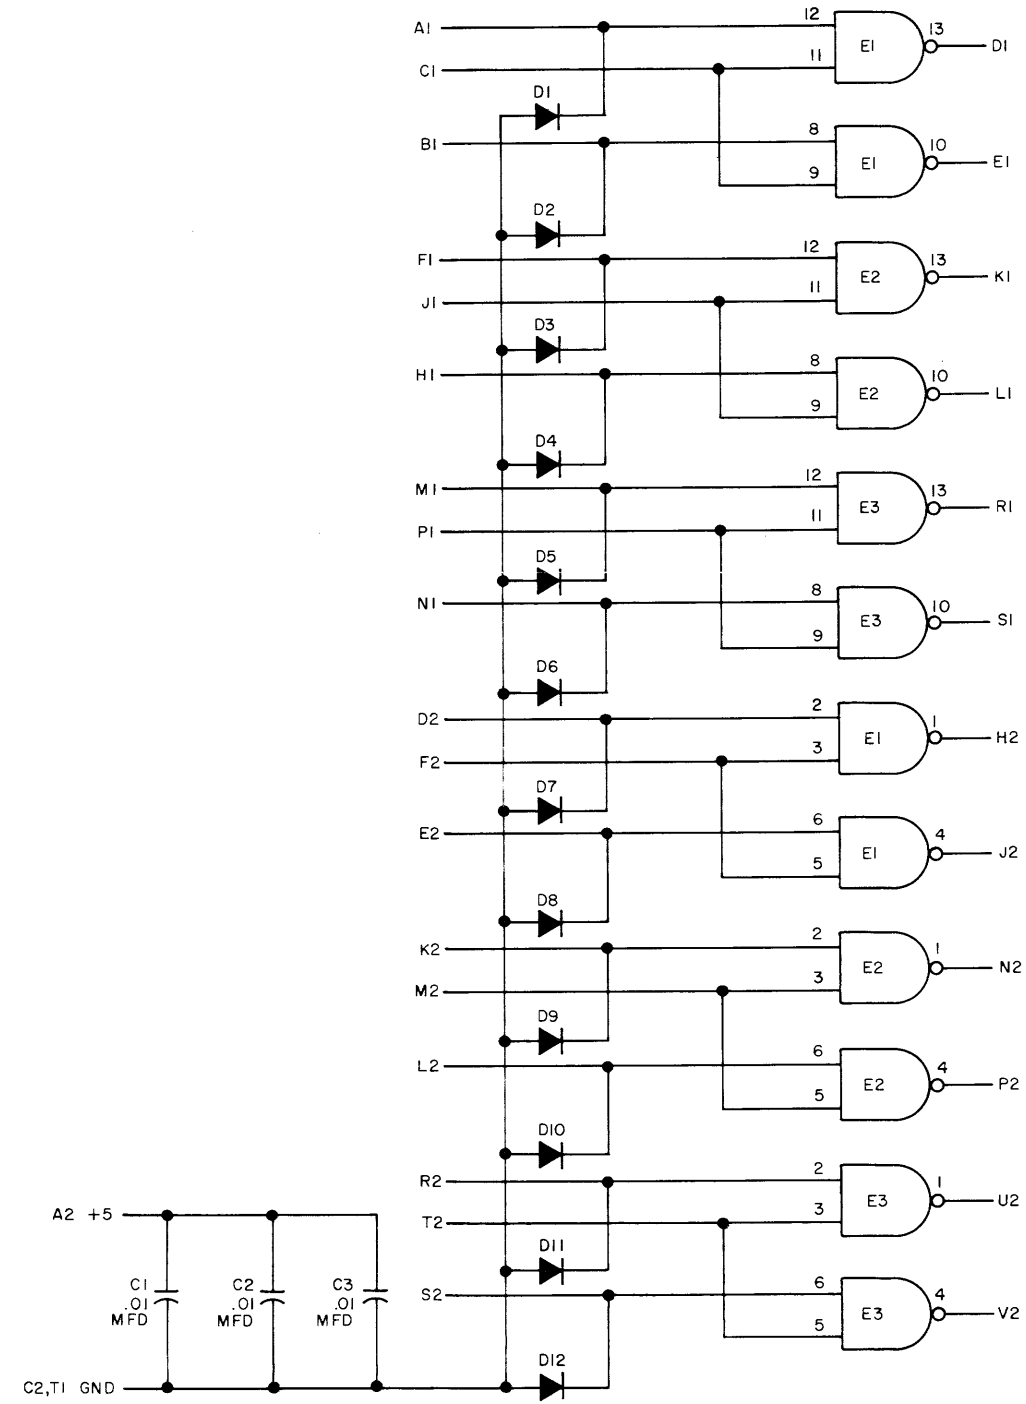 A1 12 E1 13 D1
C1 11
D1
B1 8 E1 10 E1
9
D2
F1 12 E2 13 K1
J1 11
D3
H1 8 E2 10 L1
9
D4
M1 12 E3 13 R1
P1 11
D5
N1 8 E3 10 S1
9
D6
D2 2 E1 1 H2
F2 3
D7
E2 6 E1 4 J2
5
D8
K2 2 E2 1 N2
M2 3
D9
L2 6 E2 4 P2
5
D10
R2 2 E3 1 U2
T2 3
D11
S2 6 E3 4 V2
5
D12
A2 +5
C1 .01 MFD
C2 .01 MFD
C3 .01 MFD
C2,T1 GND